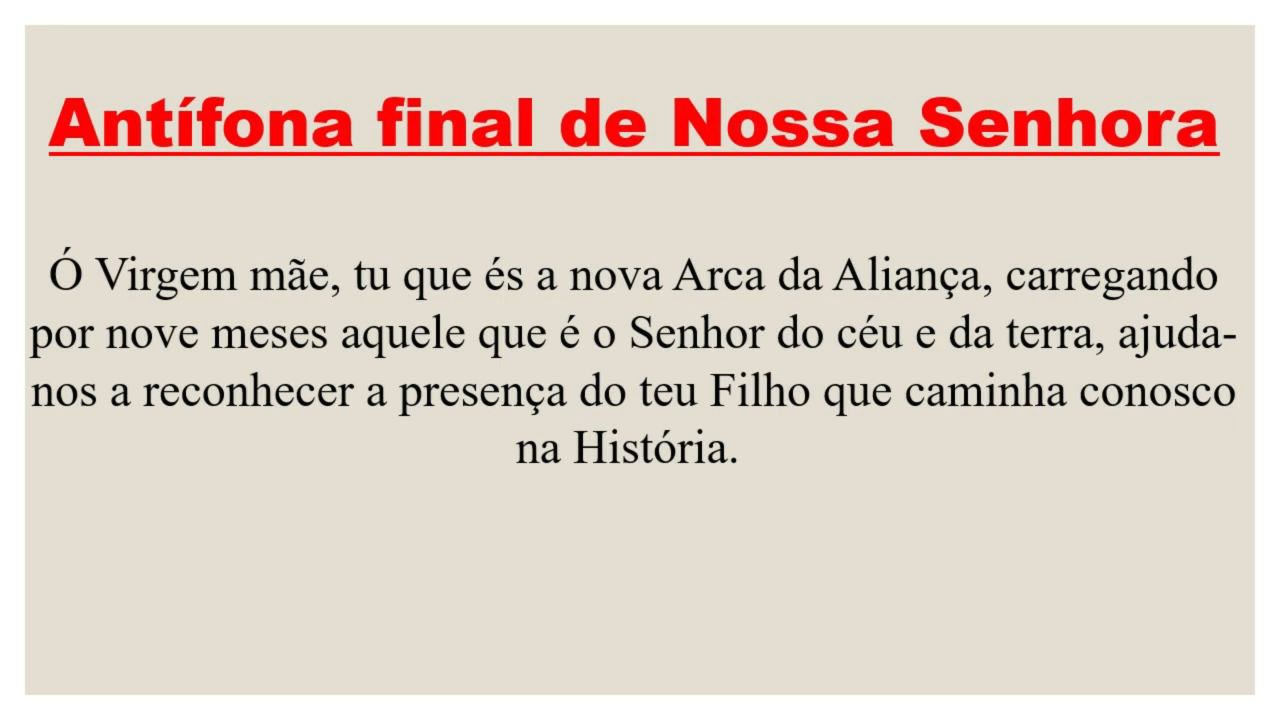 Antífona final de Nossa Senhora
Ó Virgem mãe, tu que és a nova Arca da Aliança, carregando
por nove meses aquele que é o Senhor do céu e da terra, ajuda-
nos a reconhecer a presença do teu Filho que caminha conosco
na História.